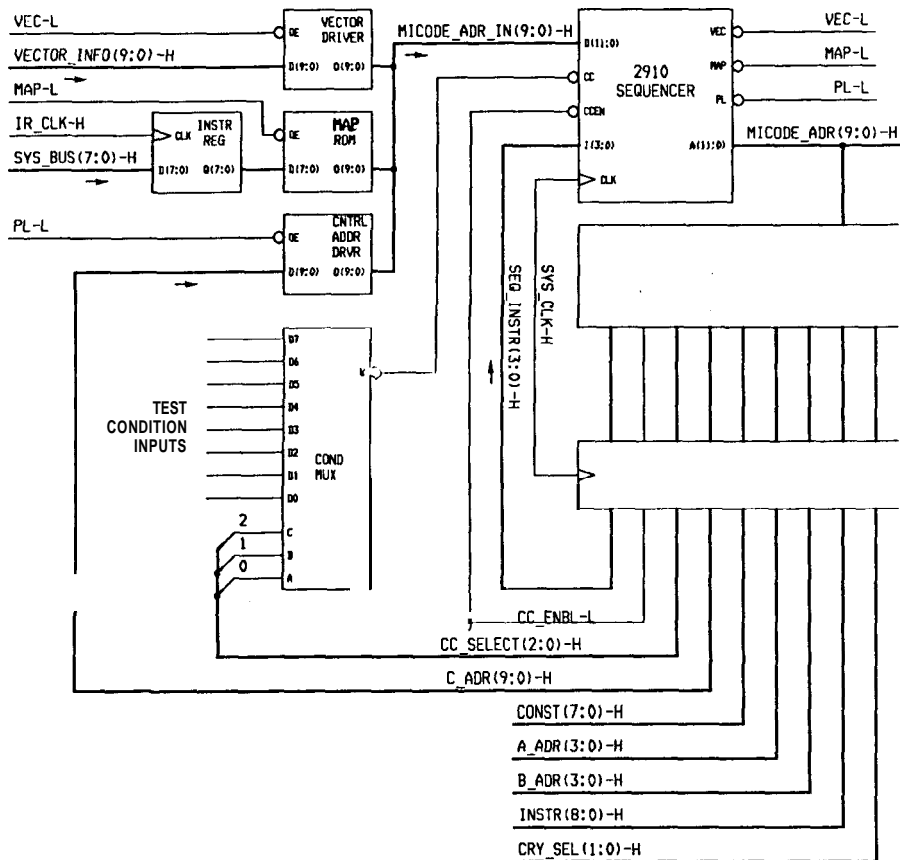 VEC-L
VECTOR_INFO(9:0)-H
MAP-L
IR_CLK-H
SYS_BUS(7:0)-H
PL-L
OE
VECTOR
DRIVER
D(9:0)
O(9:0)
CLK
INSTR
REG
D(7:0)
Q(7:0)
OE
MAP
ROM
D(7:0)
O(9:0)
OE
CNTRL
ADDR
DRVR
D(9:0)
O(9:0)
MICODE_ADR_IN(9:0)-H
D(11:0)
CC
CCEN
I(3:0)
CLK
2910
SEQUENCER
VEC
MAP
PL
A(11:0)
VEC-L
MAP-L
PL-L
MICODE_ADR(9:0)-H
SEQ_INSTR(3:0)-H
SYS_CLK-H
TEST
CONDITION
INPUTS
D7
D6
D5
D4
D3
D2
D1
D0
COND
MUX
W
C
B
A
2
1
0
CC_ENBL-L
CC_SELECT(2:0)-H
C_ADR(9:0)-H
CONST(7:0)-H
A_ADR(3:0)-H
B_ADR(3:0)-H
INSTR(8:0)-H
CRY_SEL(1:0)-H